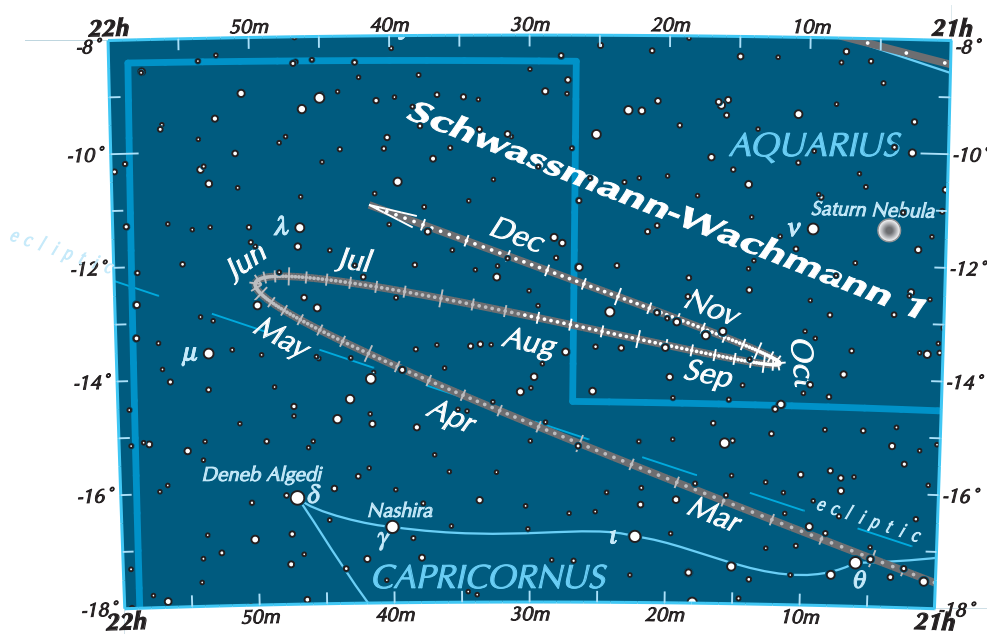 22h 50m 40m 30m 20m 10m 21h
-8° -8°
Schwassmann-Wachmann 1
AQUARIUS
-10° -10°
Saturn Nebula
λ ν
ecliptic
Dec
Jun Jul
-12° -12°
Nov
May Aug Oct
μ Sep
-14° -14°
Apr
Deneb Algedi
-16° δ -16°
Nashira Mar ecliptic
γ ι
CAPRICORNUS θ
-18° -18°
22h 50m 40m 30m 20m 10m 21h